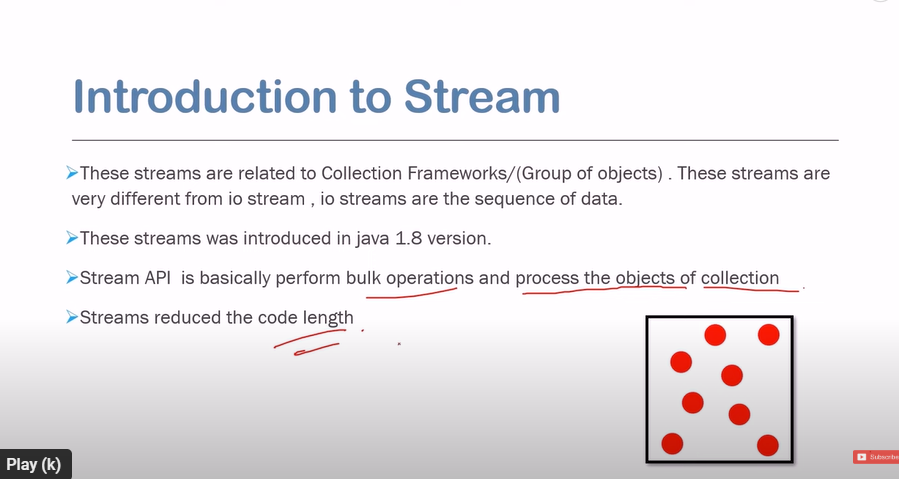 Introduction to Stream
➢These streams are related to Collection Frameworks/(Group of objects) . These streams are
very different from io stream , io streams are the sequence of data.
➢These streams was introduced in java 1.8 version.
➢Stream API  is basically perform bulk operations and process the objects of collection
➢Streams reduced the code length
Play (k)
Subscribe